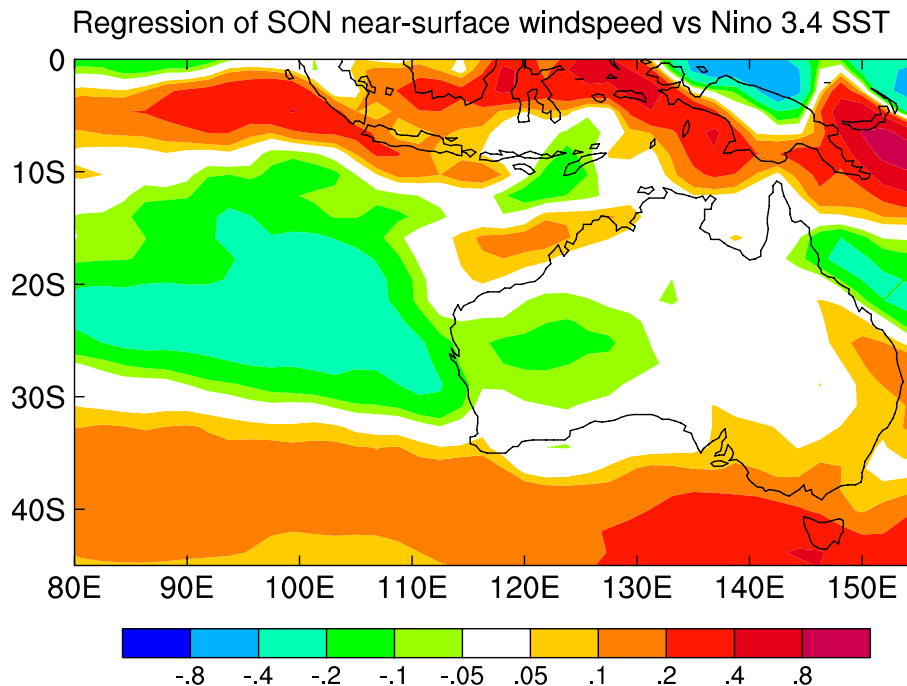 Regression of SON near-surface windspeed vs Nino 3.4 SST
0
10S
20S
30S
40S
80E 90E 100E 110E 120E 130E 140E 150E
-.8 -.4 -.2 -.1 -.05 .05 .1 .2 .4 .8